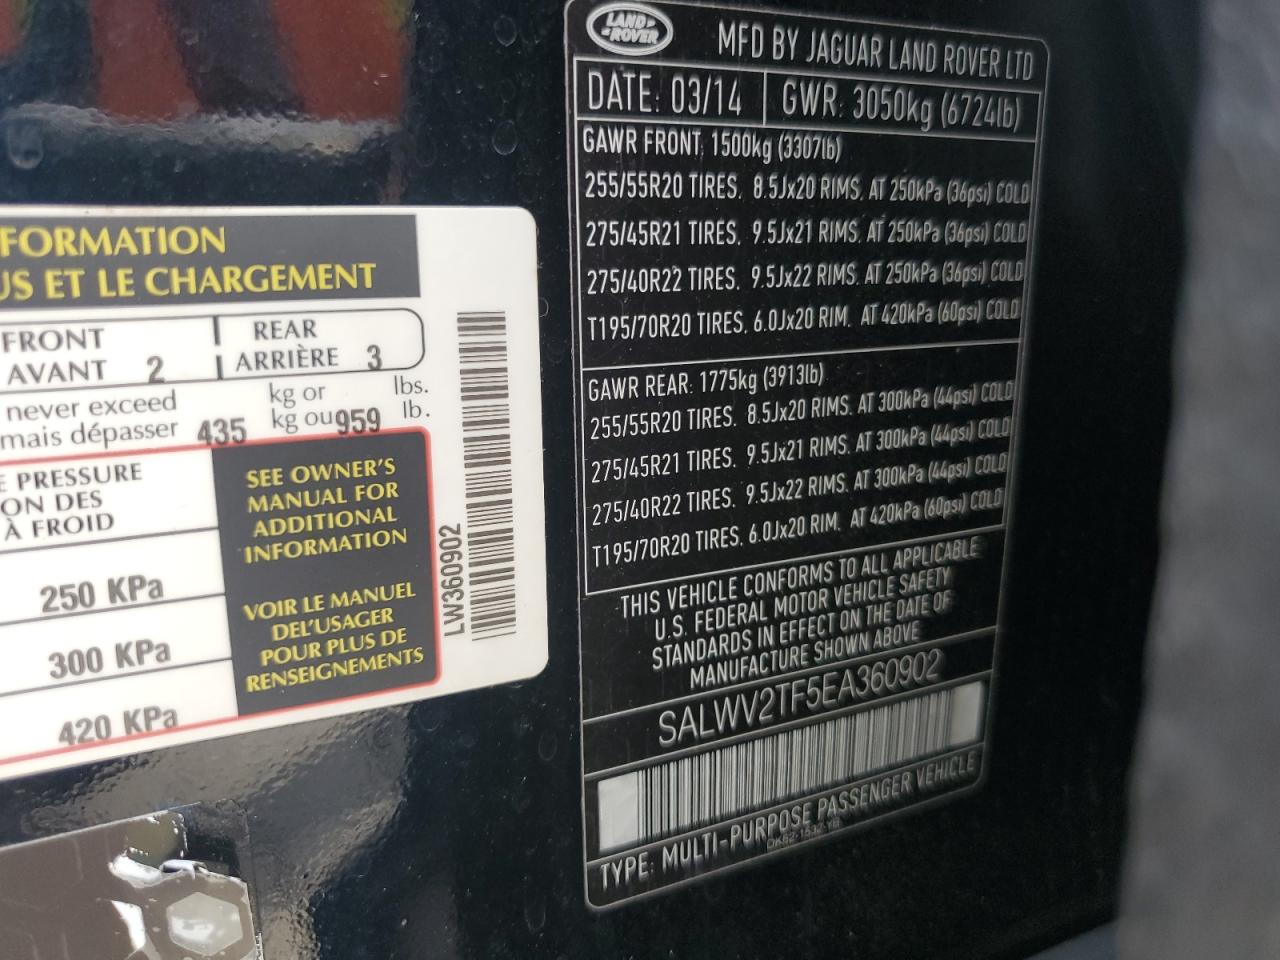 FORMATION
US ET LE CHARGEMENT
FRONT
AVANT 2
REAR
ARRIÈRE 3
never exceed
mais dépasser 435
kg or
kg ou 959
lbs.
lb.
E PRESSURE
ON DES
À FROID
250 KPa
300 KPa
420 KPa
SEE OWNER'S
MANUAL FOR
ADDITIONAL
INFORMATION
VOIR LE MANUEL
DEL'USAGER
POUR PLUS DE
RENSEIGNEMENTS
LW360902
LAND-
-ROVER
MFD BY JAGUAR LAND ROVER LTD
DATE: 03/14
GWR: 3050kg (6724lb)
GAWR FRONT: 1500kg (3307lb)
255/55R20 TIRES. 8.5Jx20 RIMS. AT 250kPa (36psi) COLD
275/45R21 TIRES. 9.5Jx21 RIMS. AT 250kPa (36psi) COLD
275/40R22 TIRES. 9.5Jx22 RIMS. AT 250kPa (36psi) COLD
T195/70R20 TIRES. 6.0Jx20 RIM. AT 420kPa (60psi) COLD
GAWR REAR: 1775kg (3913lb)
255/55R20 TIRES. 8.5Jx20 RIMS. AT 300kPa (44psi) COLD
275/45R21 TIRES. 9.5Jx21 RIMS. AT 300kPa (44psi) COLD
275/40R22 TIRES. 9.5Jx22 RIMS. AT 300kPa (44psi) COLD
T195/70R20 TIRES. 6.0Jx20 RIM. AT 420kPa (60psi) COLD
THIS VEHICLE CONFORMS TO ALL APPLICABLE
U.S. FEDERAL MOTOR VEHICLE SAFETY
STANDARDS IN EFFECT ON THE DATE OF
MANUFACTURE SHOWN ABOVE
SALWV2TF5EA360902
TYPE: MULTI-PURPOSE PASSENGER VEHICLE